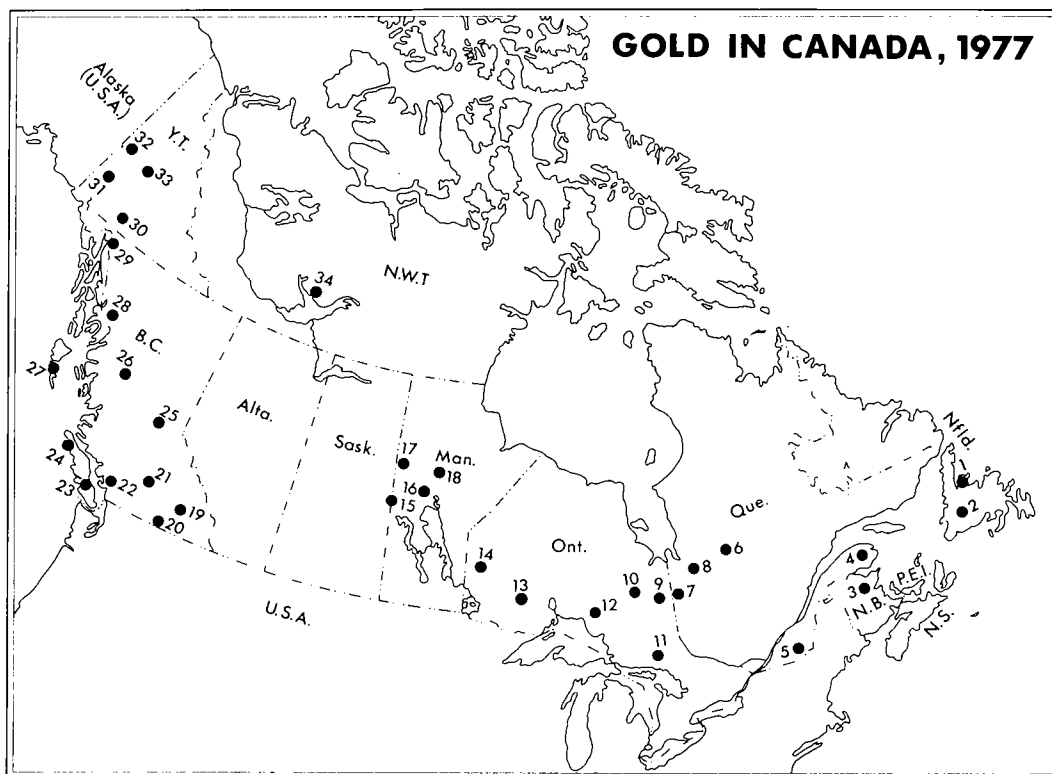 GOLD IN CANADA, 1977
Alaska
(U.S.A.)
Y.T.
32
33
31
30
29
34
N.W.T
28
B.C.
26
27
25
Alta.
Sask.
17
Man.
18
16
15
24
23
22
21
19
20
U.S.A.
14
Ont.
13
12
10
9
11
Que.
6
8
7
Nfld.
1
2
4
3
P.E.I.
N.B.
N.S.
5